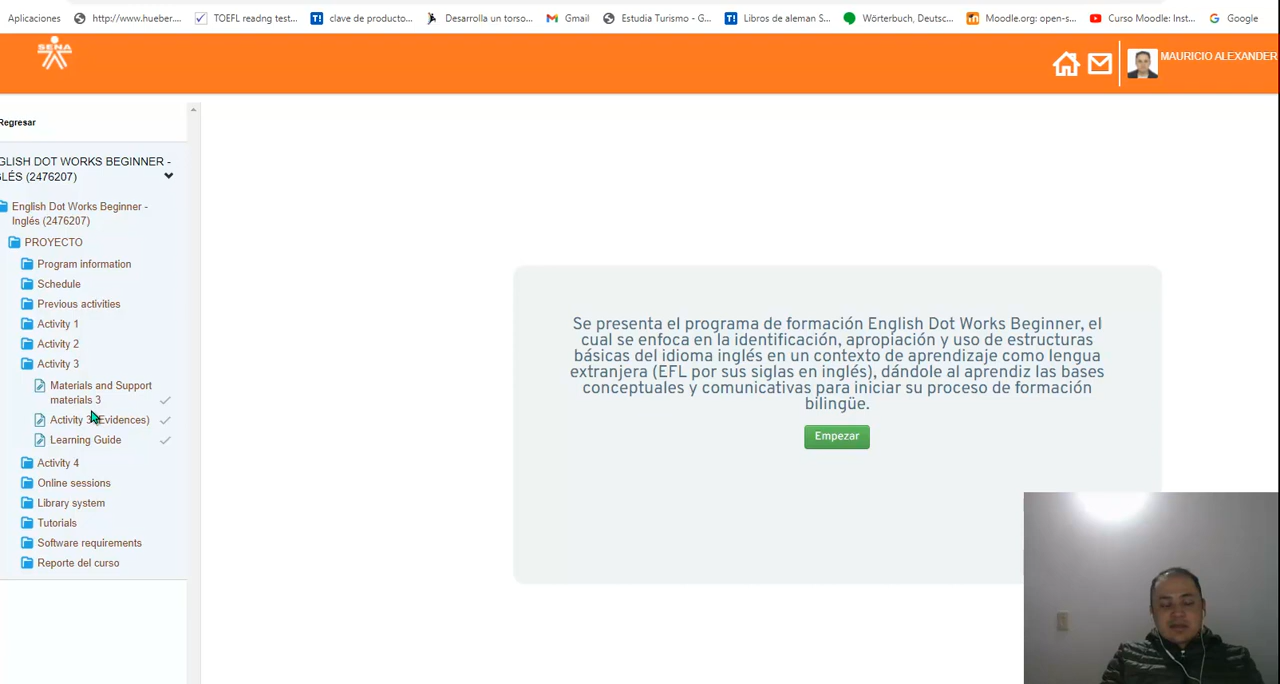 Aplicaciones
http://www.hueber....
TOEFL readng test...
clave de producto...
Desarolla un torso...
Gmail
Estudia Turismo - G...
Libros de aleman S...
Wörterbuch, Deutsc...
Moodle.org: open-s...
Curso Moodle: Inst...
Google
SENA
MAURICIO ALEXANDER
Regresar
GLISH DOT WORKS BEGINNER -
LÉS (2476207)
English Dot Works Beginner -
Inglés (2476207)
PROYECTO
Program information
Schedule
Previous activities
Activity 1
Activity 2
Activity 3
Materials and Support
materials 3
Activity 3 (Evidences)
Learning Guide
Activity 4
Online sessions
Library system
Tutorials
Software requirements
Reporte del curso
Se presenta el programa de formación English Dot Works Beginner, el
cual se enfoca en la identificación, apropiación y uso de estructuras
básicas del idioma inglés en un contexto de aprendizaje como lengua
extranjera (EFL por sus siglas en inglés), dándole al aprendiz las bases
conceptuales y comunicativas para iniciar su proceso de formación
bilingüe.
Empezar